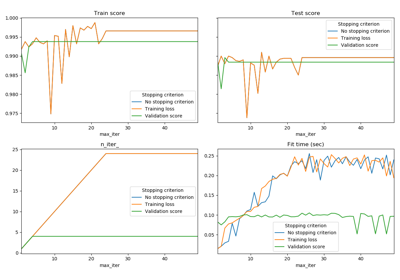 Train score
1.000
0.995
0.990
0.985
0.980
0.975
Stopping criterion
No stopping criterion
Training loss
Validation score
10 20 30 40
max_iter
Test score
Stopping criterion
No stopping criterion
Training loss
Validation score
10 20 30 40
max_iter
n_iter_
25
20
15
10
5
0
Stopping criterion
No stopping criterion
Training loss
Validation score
10 20 30 40
max_iter
Fit time (sec)
0.25
0.20
0.15
0.10
0.05
Stopping criterion
No stopping criterion
Training loss
Validation score
10 20 30 40
max_iter